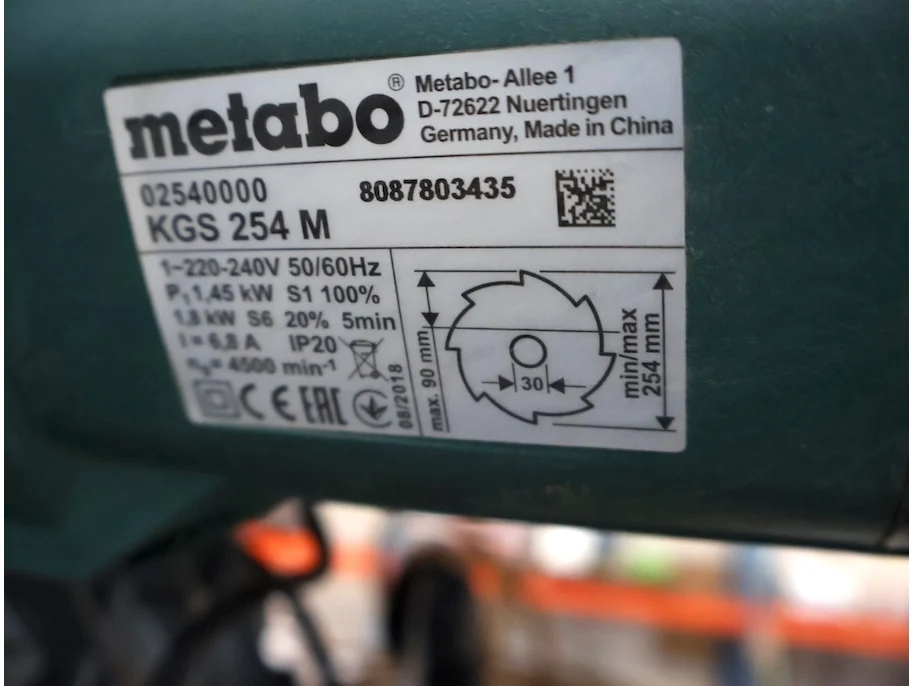 metabo®
Metabo-Allee 1
D-72622 Nuertingen
Germany, Made in China
02540000
8087803435
KGS 254 M
1~220-240V 50/60Hz
P₁ 1,45 kW S1 100%
1,8 kW S6 20% 5min
I = 6,8 A IP20
n₀= 4500 min⁻¹
CE EAC
08/2018
max. 90 mm
30
min/max
254 mm